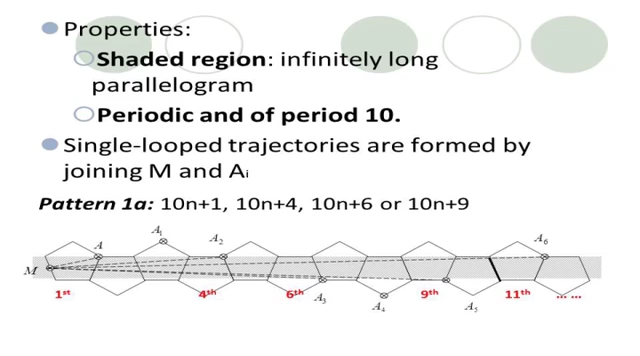 Properties:
Shaded region: infinitely long
parallelogram
Periodic and of period 10.
Single-looped trajectories are formed by
joining M and Ai
Pattern 1a: 10n+1, 10n+4, 10n+6 or 10n+9
A A1 A2 A6
M
1st 4th 6th 9th 11th ... ...
A3 A4 A5